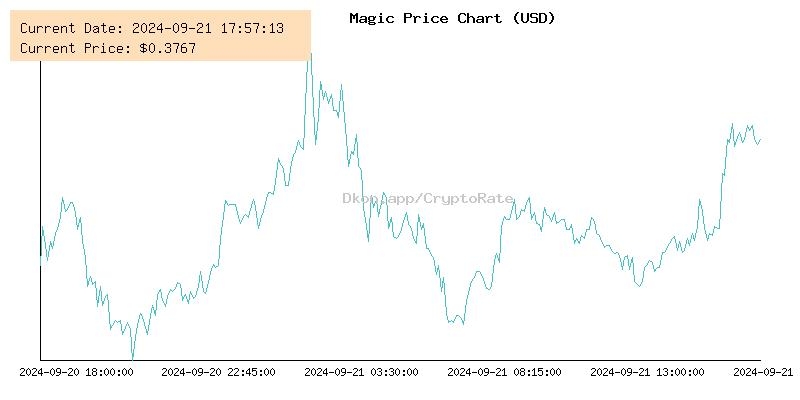 Magic Price Chart (USD)
Current Date: 2024-09-21 17:57:13
Current Price: $0.3767
Dkon.app/CryptoRate
2024-09-20 18:00:00 2024-09-20 22:45:00 2024-09-21 03:30:00 2024-09-21 08:15:00 2024-09-21 13:00:00 2024-09-21